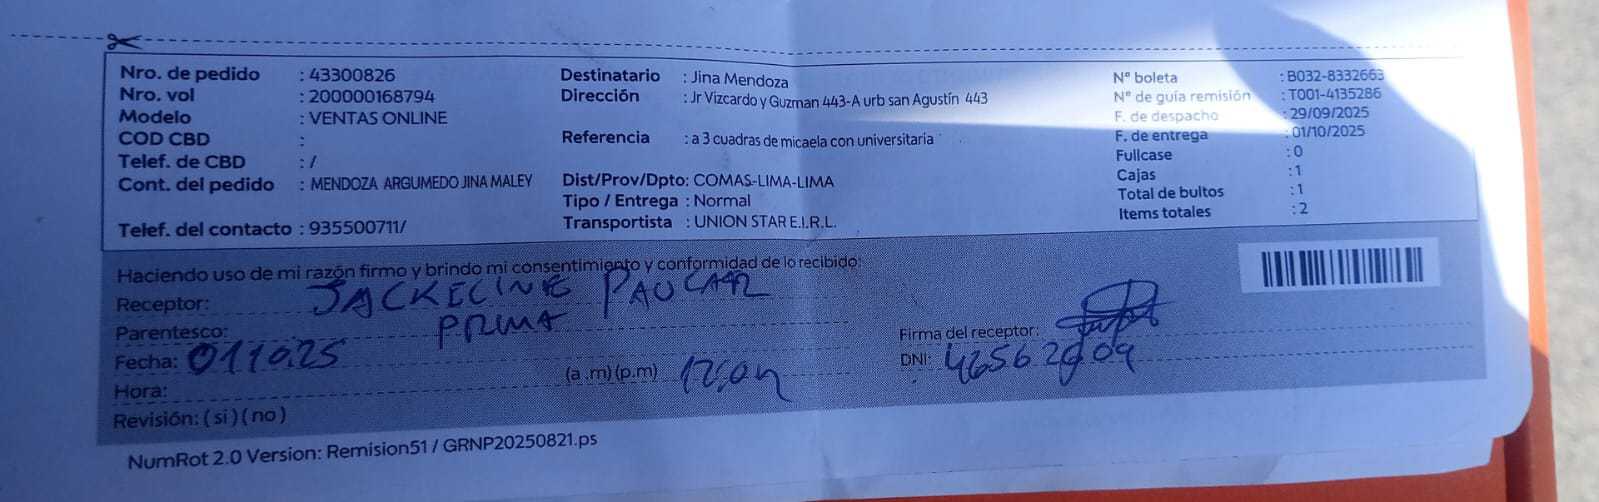 Nro. de pedido : 43300826
Nro. vol : 200000168794
Modelo : VENTAS ONLINE
COD CBD :
Telef. de CBD : /
Cont. del pedido : MENDOZA ARGUMEDO JINA MALEY
Telef. del contacto : 935500711/
Destinatario : Jina Mendoza
Dirección : Jr Vizcardo y Guzman 443-A urb san Agustín 443
Referencia : a 3 cuadras de micaela con universitaria
Dist/Prov/Dpto: COMAS-LIMA-LIMA
Tipo / Entrega : Normal
Transportista : UNION STAR E.I.R.L.
N° boleta : B032-8332663
N° de guía remisión : T001-4135286
F. de despacho : 29/09/2025
F. de entrega : 01/10/2025
Fullcase : 0
Cajas : 1
Total de bultos : 1
Items totales : 2
Haciendo uso de mi razón firmo y brindo mi consentimiento y conformidad de lo recibido:
Receptor: JACKELINE PAUCAR
Parentesco: PRIMA
Firma del receptor:
Fecha: 011025
DNI: 46562909
Hora: (a .m) (p.m) 12:04
Revisión: ( si ) ( no )
NumRot 2.0 Version: Remision51 / GRNP20250821.ps